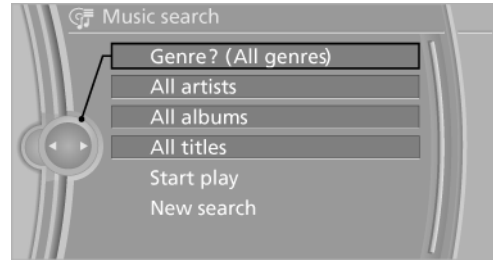 Music search
Genre? (All genres)
All artists
All albums
All titles
Start play
New search